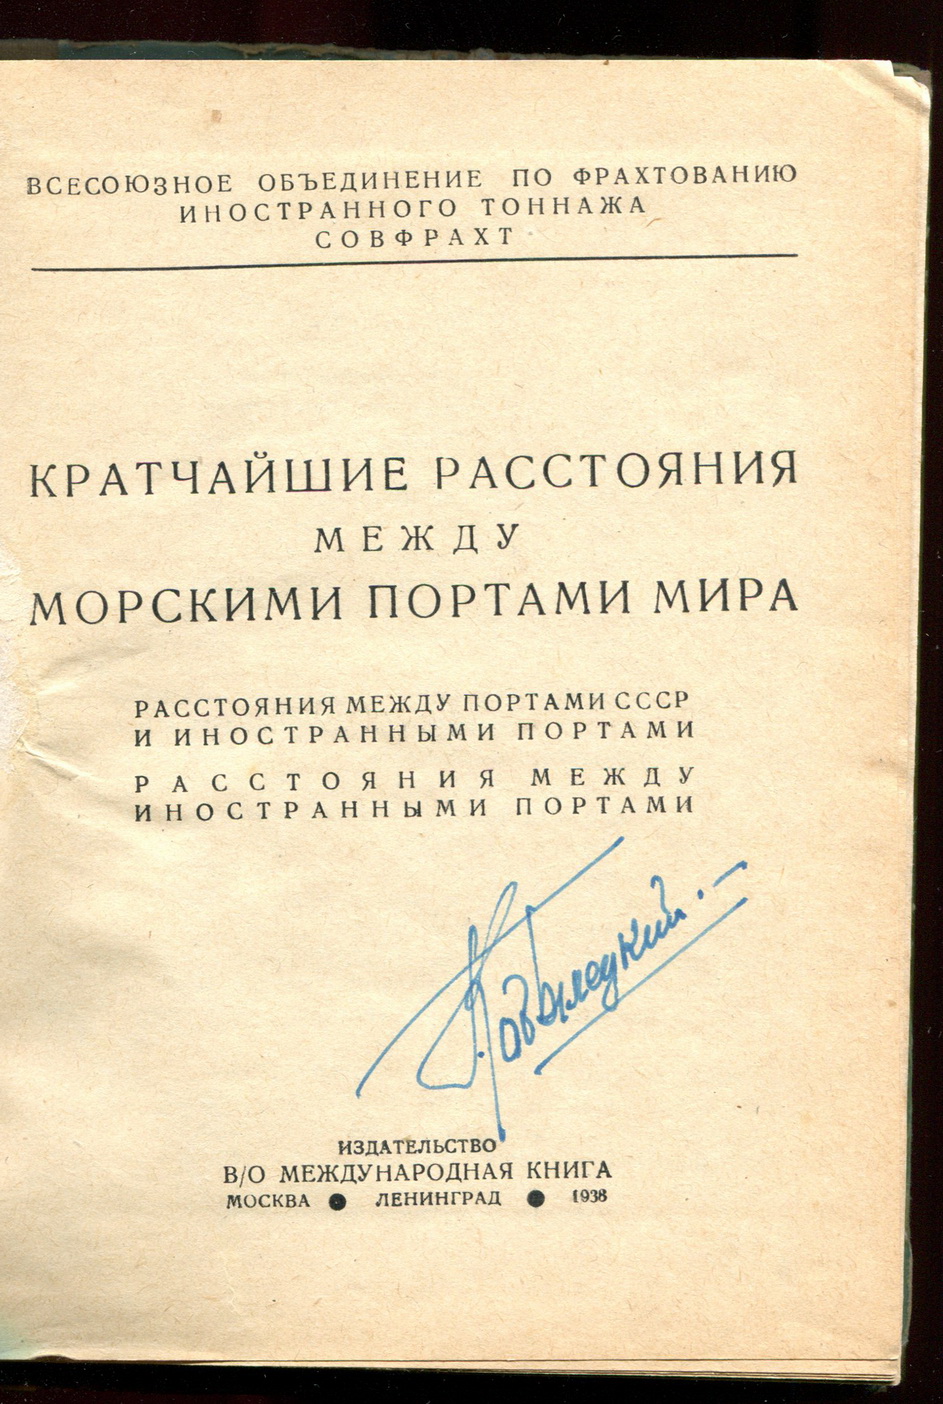 ВСЕСОЮЗНОЕ ОБЪЕДИНЕНИЕ ПО ФРАХТОВАНИЮ
ИНОСТРАННОГО ТОННАЖА
СОВФРАХТ
КРАТЧАЙШИЕ РАССТОЯНИЯ
МЕЖДУ
МОРСКИМИ ПОРТАМИ МИРА
РАССТОЯНИЯ МЕЖДУ ПОРТАМИ СССР
И ИНОСТРАННЫМИ ПОРТАМИ
РАССТОЯНИЯ МЕЖДУ
ИНОСТРАННЫМИ ПОРТАМИ
ИЗДАТЕЛЬСТВО
В/О МЕЖДУНАРОДНАЯ КНИГА
МОСКВА ● ЛЕНИНГРАД ● 1938